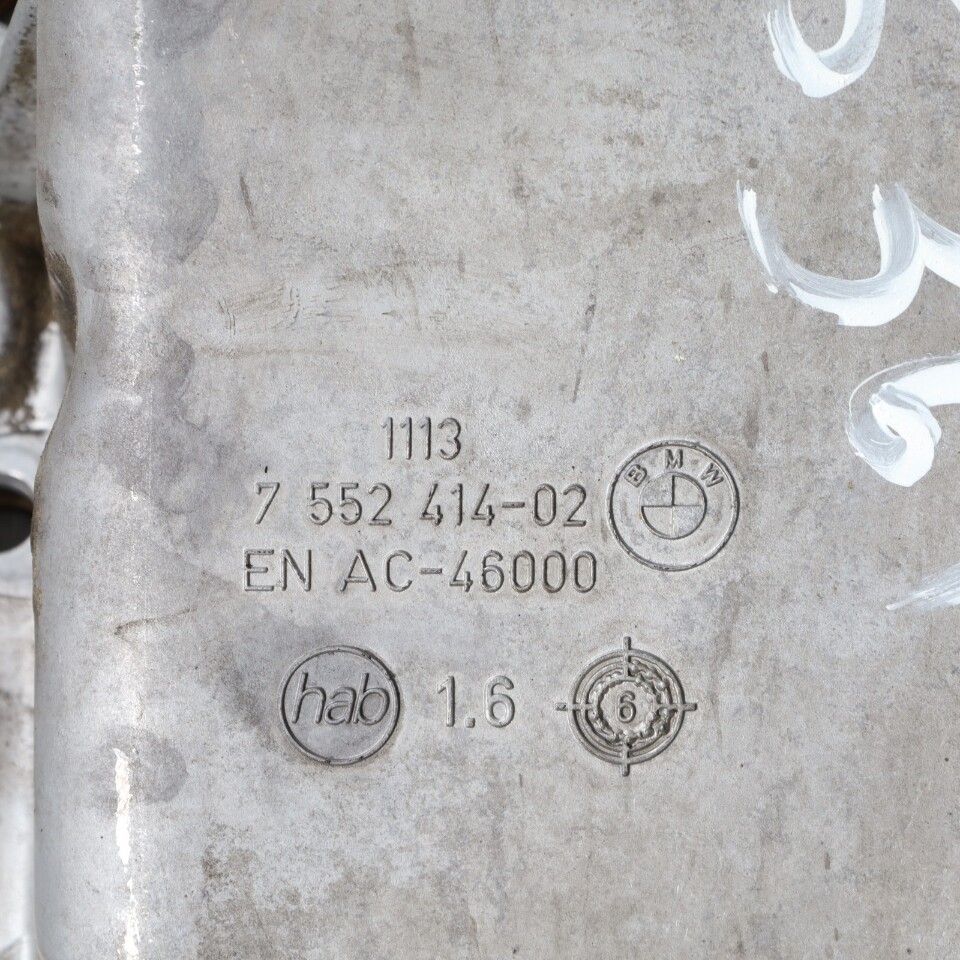 1113
7 552 414-02
BMW
EN AC-46000
hab 1.6 6